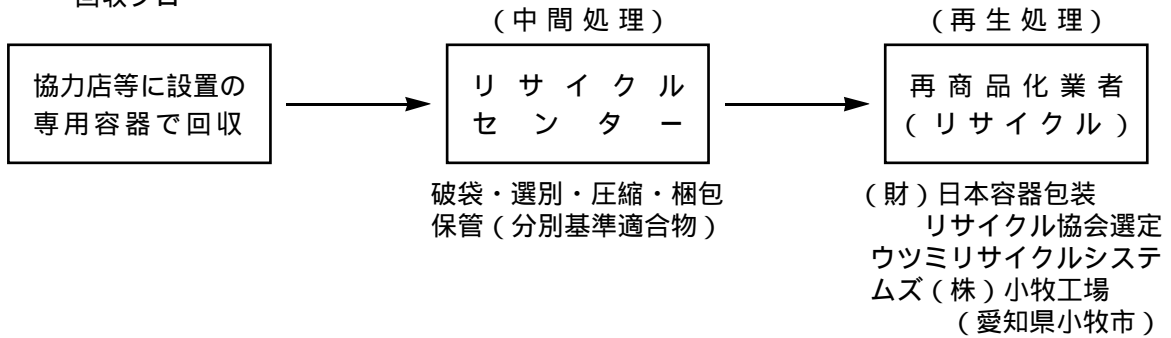 回収フロー
(中間処理)
(再生処理)
協力店等に設置の
専用容器で回収
リサイクル
センター
再商品化業者
(リサイクル)
破袋・選別・圧縮・梱包
保管(分別基準適合物)
(財)日本容器包装
リサイクル協会選定
ウツミリサイクルシステ
ムズ(株)小牧工場
(愛知県小牧市)